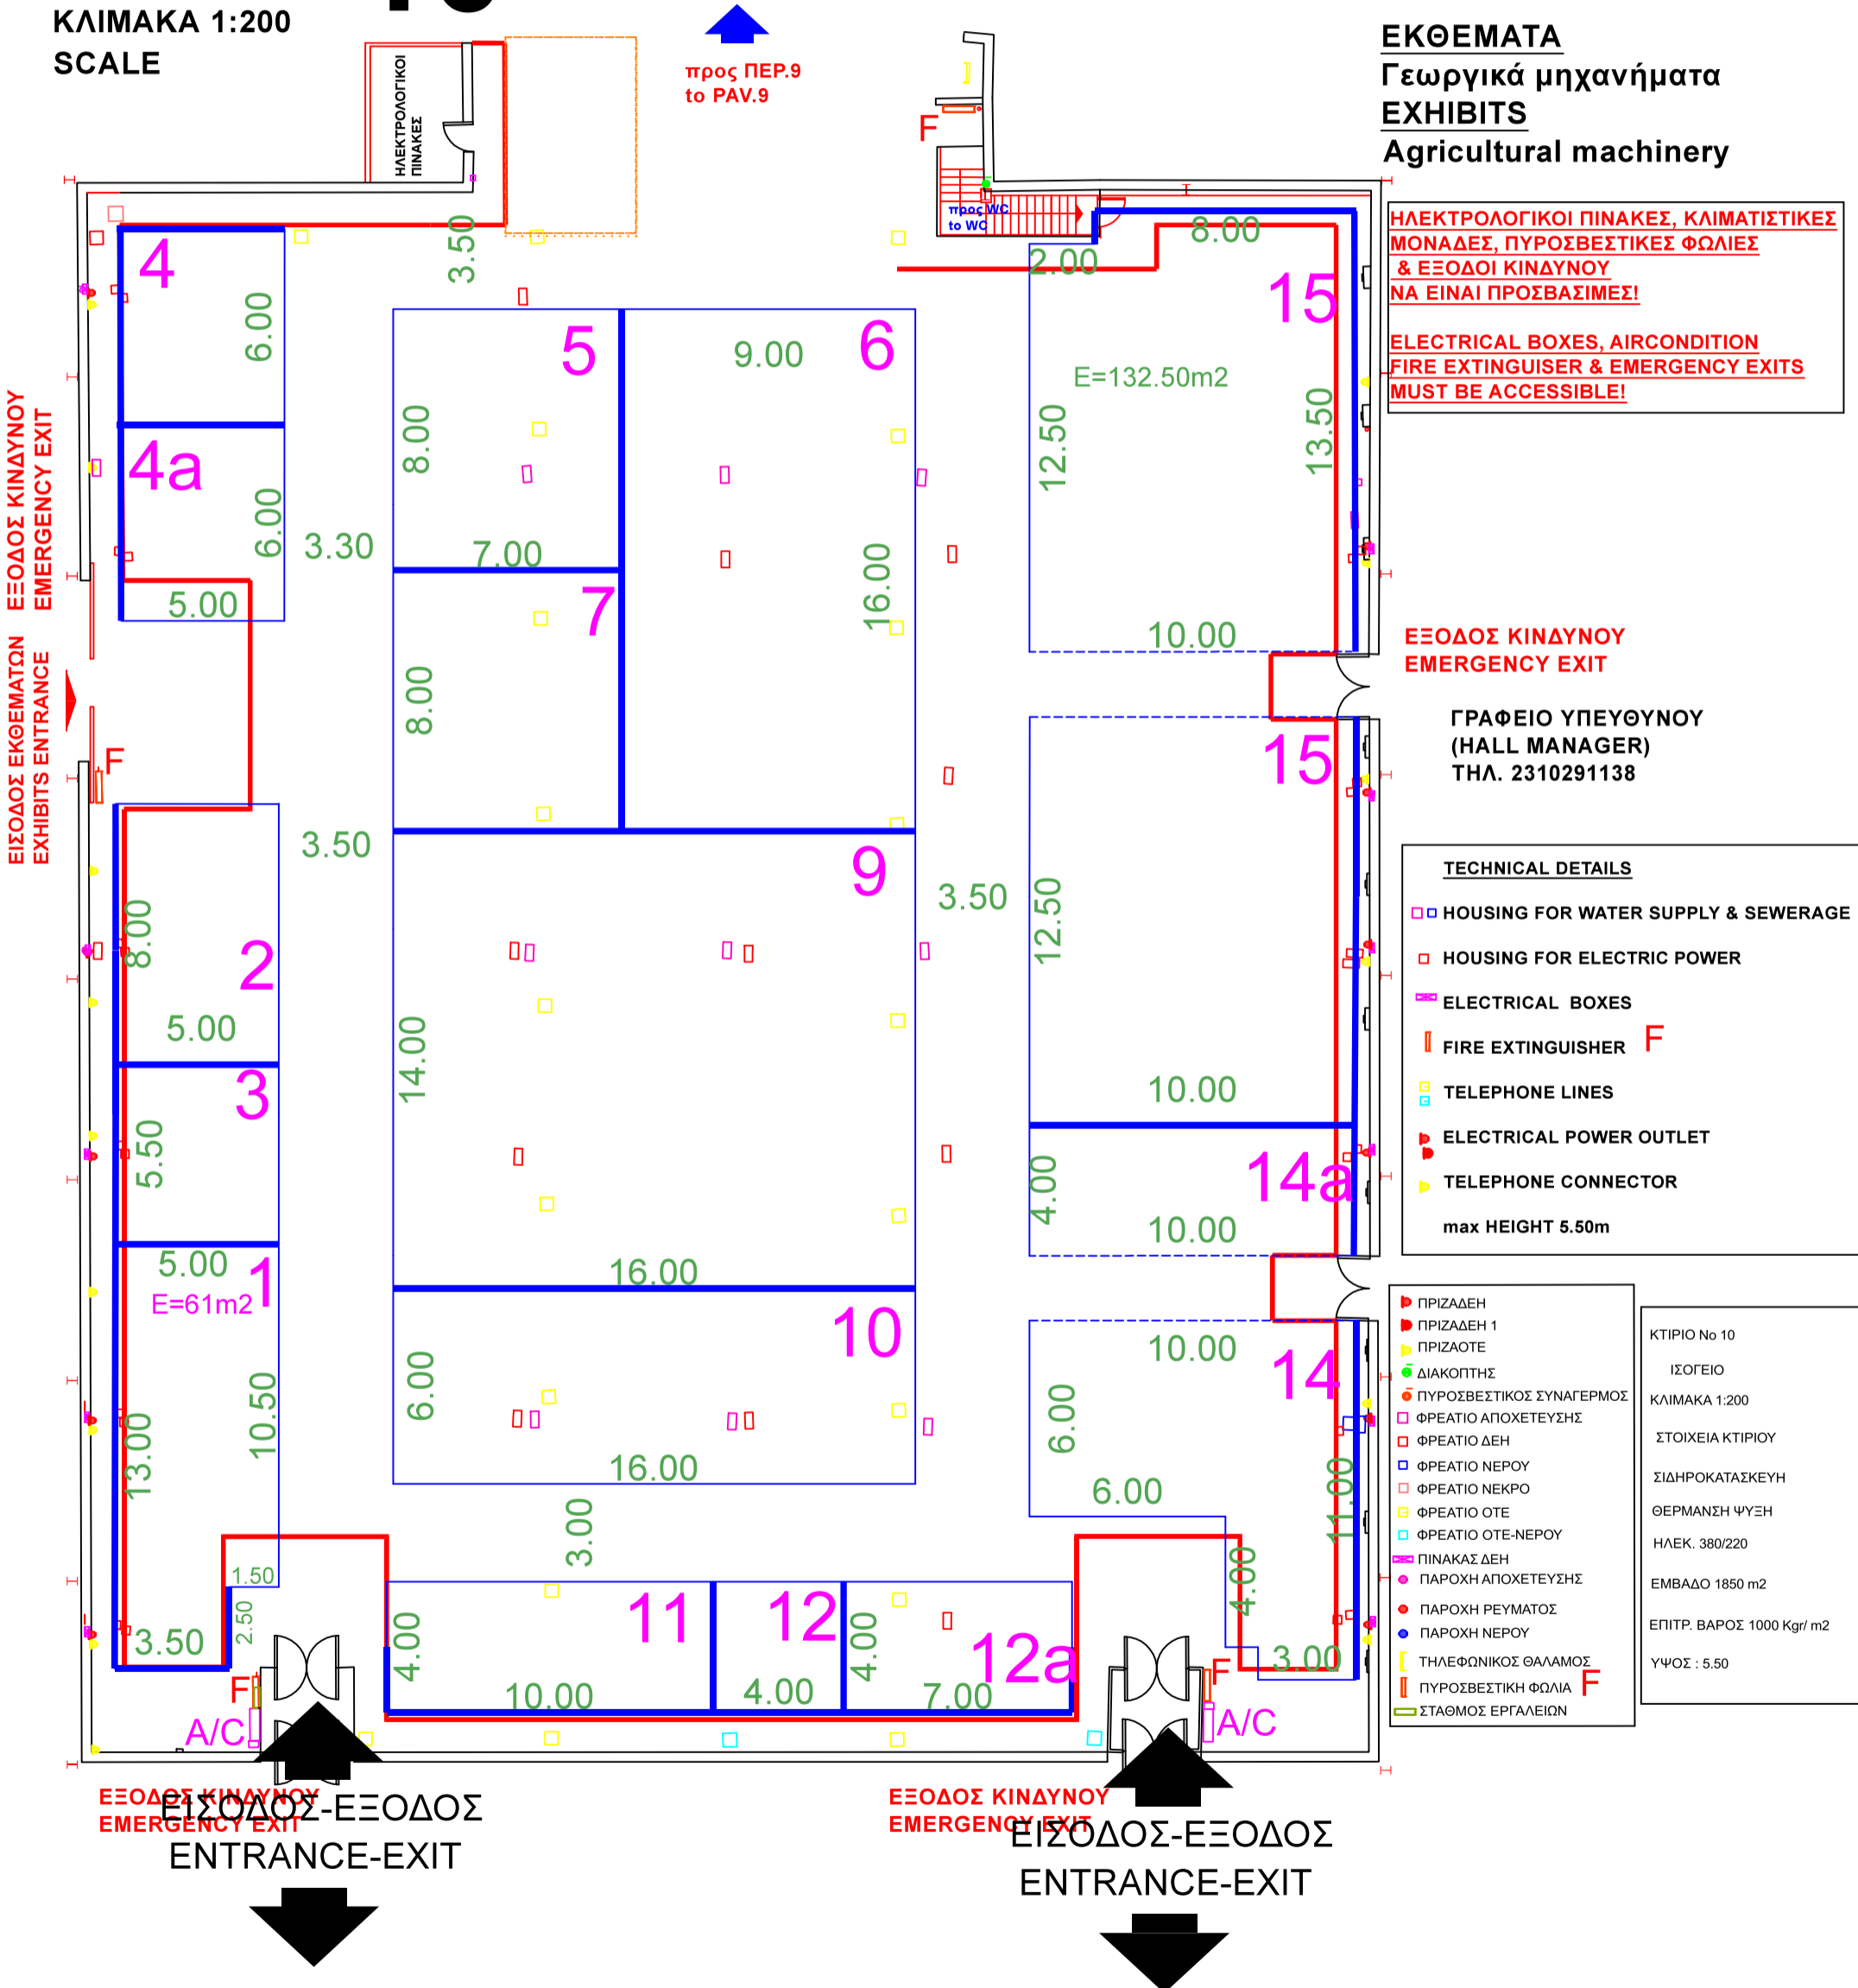 ΚΛΙΜΑΚΑ 1:200
SCALE
προς ΠΕΡ.9
to PAV.9
ΗΛΕΚΤΡΟΛΟΓΙΚΟΙ
ΠΙΝΑΚΕΣ
F
προς WC
to WC
ΕΚΘΕΜΑΤΑ
Γεωργικά μηχανήματα
EXHIBITS
Agricultural machinery
ΗΛΕΚΤΡΟΛΟΓΙΚΟΙ ΠΙΝΑΚΕΣ, ΚΛΙΜΑΤΙΣΤΙΚΕΣ
ΜΟΝΑΔΕΣ, ΠΥΡΟΣΒΕΣΤΙΚΕΣ ΦΩΛΙΕΣ
& ΕΞΟΔΟΙ ΚΙΝΔΥΝΟΥ
ΝΑ ΕΙΝΑΙ ΠΡΟΣΒΑΣΙΜΕΣ!
ELECTRICAL BOXES, AIRCONDITION
FIRE EXTINGUISER & EMERGENCY EXITS
MUST BE ACCESSIBLE!
4
6.00
3.50
4a
6.00
3.30
5.00
5
8.00
7.00
6
9.00
16.00
7
8.00
2.00
8.00
15
E=132.50m2
12.50
13.50
10.00
ΕΞΟΔΟΣ ΚΙΝΔΥΝΟΥ
EMERGENCY EXIT
ΕΙΣΟΔΟΣ ΕΚΘΕΜΑΤΩΝ
EXHIBITS ENTRANCE
F
ΕΞΟΔΟΣ ΚΙΝΔΥΝΟΥ
EMERGENCY EXIT
ΓΡΑΦΕΙΟ ΥΠΕΥΘΥΝΟΥ
(HALL MANAGER)
ΤΗΛ. 2310291138
3.50
8.00
2
5.00
3
5.50
5.00
1
E=61m2
10.50
13.00
1.50
2.50
3.50
9
14.00
16.00
3.50
10
6.00
16.00
3.00
15
12.50
10.00
14a
4.00
10.00
10.00
14
6.00
6.00
11.00
4.00
3.00
11
4.00
10.00
12
4.00
4.00
12a
7.00
F
A/C
F
A/C
TECHNICAL DETAILS
HOUSING FOR WATER SUPPLY & SEWERAGE
HOUSING FOR ELECTRIC POWER
ELECTRICAL BOXES
FIRE EXTINGUISHER F
TELEPHONE LINES
ELECTRICAL POWER OUTLET
TELEPHONE CONNECTOR
max HEIGHT 5.50m
ΠΡΙΖΑΔΕΗ
ΠΡΙΖΑΔΕΗ 1
ΠΡΙΖΑΟΤΕ
ΔΙΑΚΟΠΤΗΣ
ΠΥΡΟΣΒΕΣΤΙΚΟΣ ΣΥΝΑΓΕΡΜΟΣ
ΦΡΕΑΤΙΟ ΑΠΟΧΕΤΕΥΣΗΣ
ΦΡΕΑΤΙΟ ΔΕΗ
ΦΡΕΑΤΙΟ ΝΕΡΟΥ
ΦΡΕΑΤΙΟ ΝΕΚΡΟ
ΦΡΕΑΤΙΟ ΟΤΕ
ΦΡΕΑΤΙΟ ΟΤΕ-ΝΕΡΟΥ
ΠΙΝΑΚΑΣ ΔΕΗ
ΠΑΡΟΧΗ ΑΠΟΧΕΤΕΥΣΗΣ
ΠΑΡΟΧΗ ΡΕΥΜΑΤΟΣ
ΠΑΡΟΧΗ ΝΕΡΟΥ
ΤΗΛΕΦΩΝΙΚΟΣ ΘΑΛΑΜΟΣ
ΠΥΡΟΣΒΕΣΤΙΚΗ ΦΩΛΙΑ F
ΣΤΑΘΜΟΣ ΕΡΓΑΛΕΙΩΝ
ΚΤΙΡΙΟ Νο 10
ΙΣΟΓΕΙΟ
ΚΛΙΜΑΚΑ 1:200
ΣΤΟΙΧΕΙΑ ΚΤΙΡΙΟΥ
ΣΙΔΗΡΟΚΑΤΑΣΚΕΥΗ
ΘΕΡΜΑΝΣΗ ΨΥΞΗ
ΗΛΕΚ. 380/220
ΕΜΒΑΔΟ 1850 m2
ΕΠΙΤΡ. ΒΑΡΟΣ 1000 Kgr/ m2
ΥΨΟΣ : 5.50
ΕΞΟΔΟΣ ΚΙΝΔΥΝΟΥ
EMERGENCY EXIT
ΕΙΣΟΔΟΣ-ΕΞΟΔΟΣ
ENTRANCE-EXIT
ΕΞΟΔΟΣ ΚΙΝΔΥΝΟΥ
EMERGENCY EXIT
ΕΙΣΟΔΟΣ-ΕΞΟΔΟΣ
ENTRANCE-EXIT